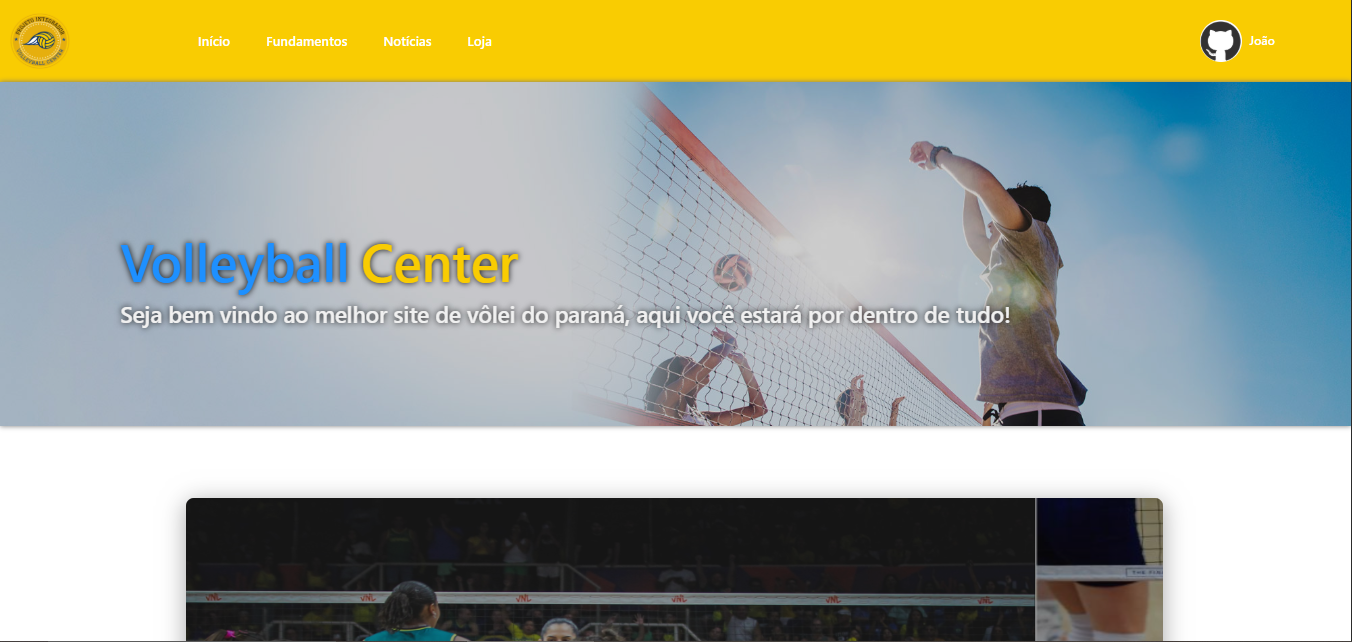 PROJETO INTEGRADOR
VOLLEYBALL CENTER
Início
Fundamentos
Notícias
Loja
João
Volleyball Center
Seja bem vindo ao melhor site de vôlei do paraná, aqui você estará por dentro de tudo!
VNL VNL VNL VNL VNL VNL